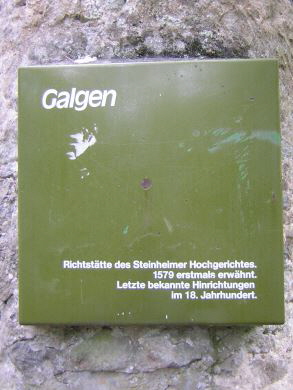 Galgen
Richtstätte des Steinheimer Hochgerichtes.
1579 erstmals erwähnt.
Letzte bekannte Hinrichtungen
im 18. Jahrhundert.